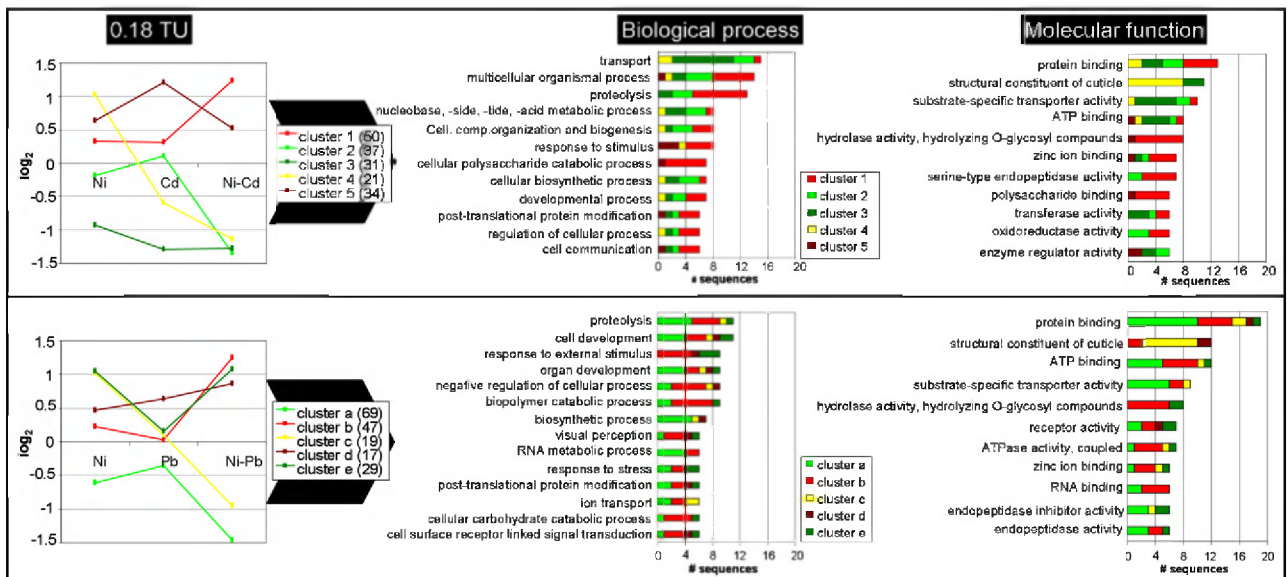 0.18 TU
Biological process
Molecular function
1.5
1
0.5
0
-0.5
-1
-1.5
log2
Ni
Cd
Ni-Cd
cluster 1 (50)
cluster 2 (37)
cluster 3 (31)
cluster 4 (21)
cluster 5 (34)
transport
multicellular organismal process
proteolysis
nucleobase, -side, -tide, -acid metabolic process
Cell. comp.organization and biogenesis
response to stimulus
cellular polysaccharide catabolic process
cellular biosynthetic process
developmental process
post-translational protein modification
regulation of cellular process
cell communication
0 4 8 12 16 20
# sequences
cluster 1
cluster 2
cluster 3
cluster 4
cluster 5
protein binding
structural constituent of cuticle
substrate-specific transporter activity
ATP binding
hydrolase activity, hydrolyzing O-glycosyl compounds
zinc ion binding
serine-type endopeptidase activity
polysaccharide binding
transferase activity
oxidoreductase activity
enzyme regulator activity
0 4 8 12 16 20
# sequences
1.5
1
0.5
0
-0.5
-1
-1.5
log2
Ni
Pb
Ni-Pb
cluster a (69)
cluster b (47)
cluster c (19)
cluster d (17)
cluster e (29)
proteolysis
cell development
response to external stimulus
organ development
negative regulation of cellular process
biopolymer catabolic process
biosynthetic process
visual perception
RNA metabolic process
response to stress
post-translational protein modification
ion transport
cellular carbohydrate catabolic process
cell surface receptor linked signal transduction
0 4 8 12 16 20
# sequences
cluster a
cluster b
cluster c
cluster d
cluster e
protein binding
structural constituent of cuticle
ATP binding
substrate-specific transporter activity
hydrolase activity, hydrolyzing O-glycosyl compounds
receptor activity
ATPase activity, coupled
zinc ion binding
RNA binding
endopeptidase inhibitor activity
endopeptidase activity
0 4 8 12 16 20
# sequences